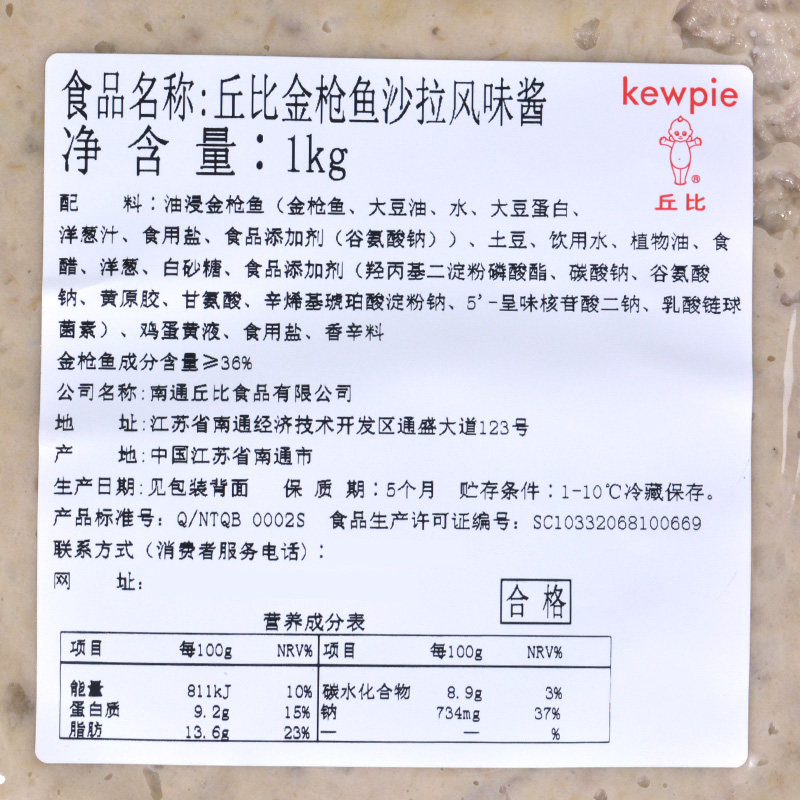 食品名称:丘比金枪鱼沙拉风味酱
净含量:1kg
kewpie
®
丘比
配 料:油浸金枪鱼(金枪鱼、大豆油、水、大豆蛋白、
洋葱汁、食用盐、食品添加剂(谷氨酸钠))、土豆、饮用水、植物油、食
醋、洋葱、白砂糖、食品添加剂(羟丙基二淀粉磷酸酯、碳酸钠、谷氨酸
钠、黄原胶、甘氨酸、辛烯基琥珀酸淀粉钠、5'-呈味核苷酸二钠、乳酸链球
菌素)、鸡蛋黄液、食用盐、香辛料
金枪鱼成分含量≥36%
公司名称:南通丘比食品有限公司
地 址:江苏省南通经济技术开发区通盛大道123号
产 地:中国江苏省南通市
生产日期:见包装背面 保 质 期:5个月 贮存条件:1-10℃冷藏保存。
产品标准号:Q/NTQB 0002S 食品生产许可证编号:SC10332068100669
联系方式(消费者服务电话):
网 址:
合格
营养成分表
项目 每100g NRV% 项目 每100g NRV%
能量 811kJ 10% 碳水化合物 8.9g 3%
蛋白质 9.2g 15% 钠 734mg 37%
脂肪 13.6g 23% — — %